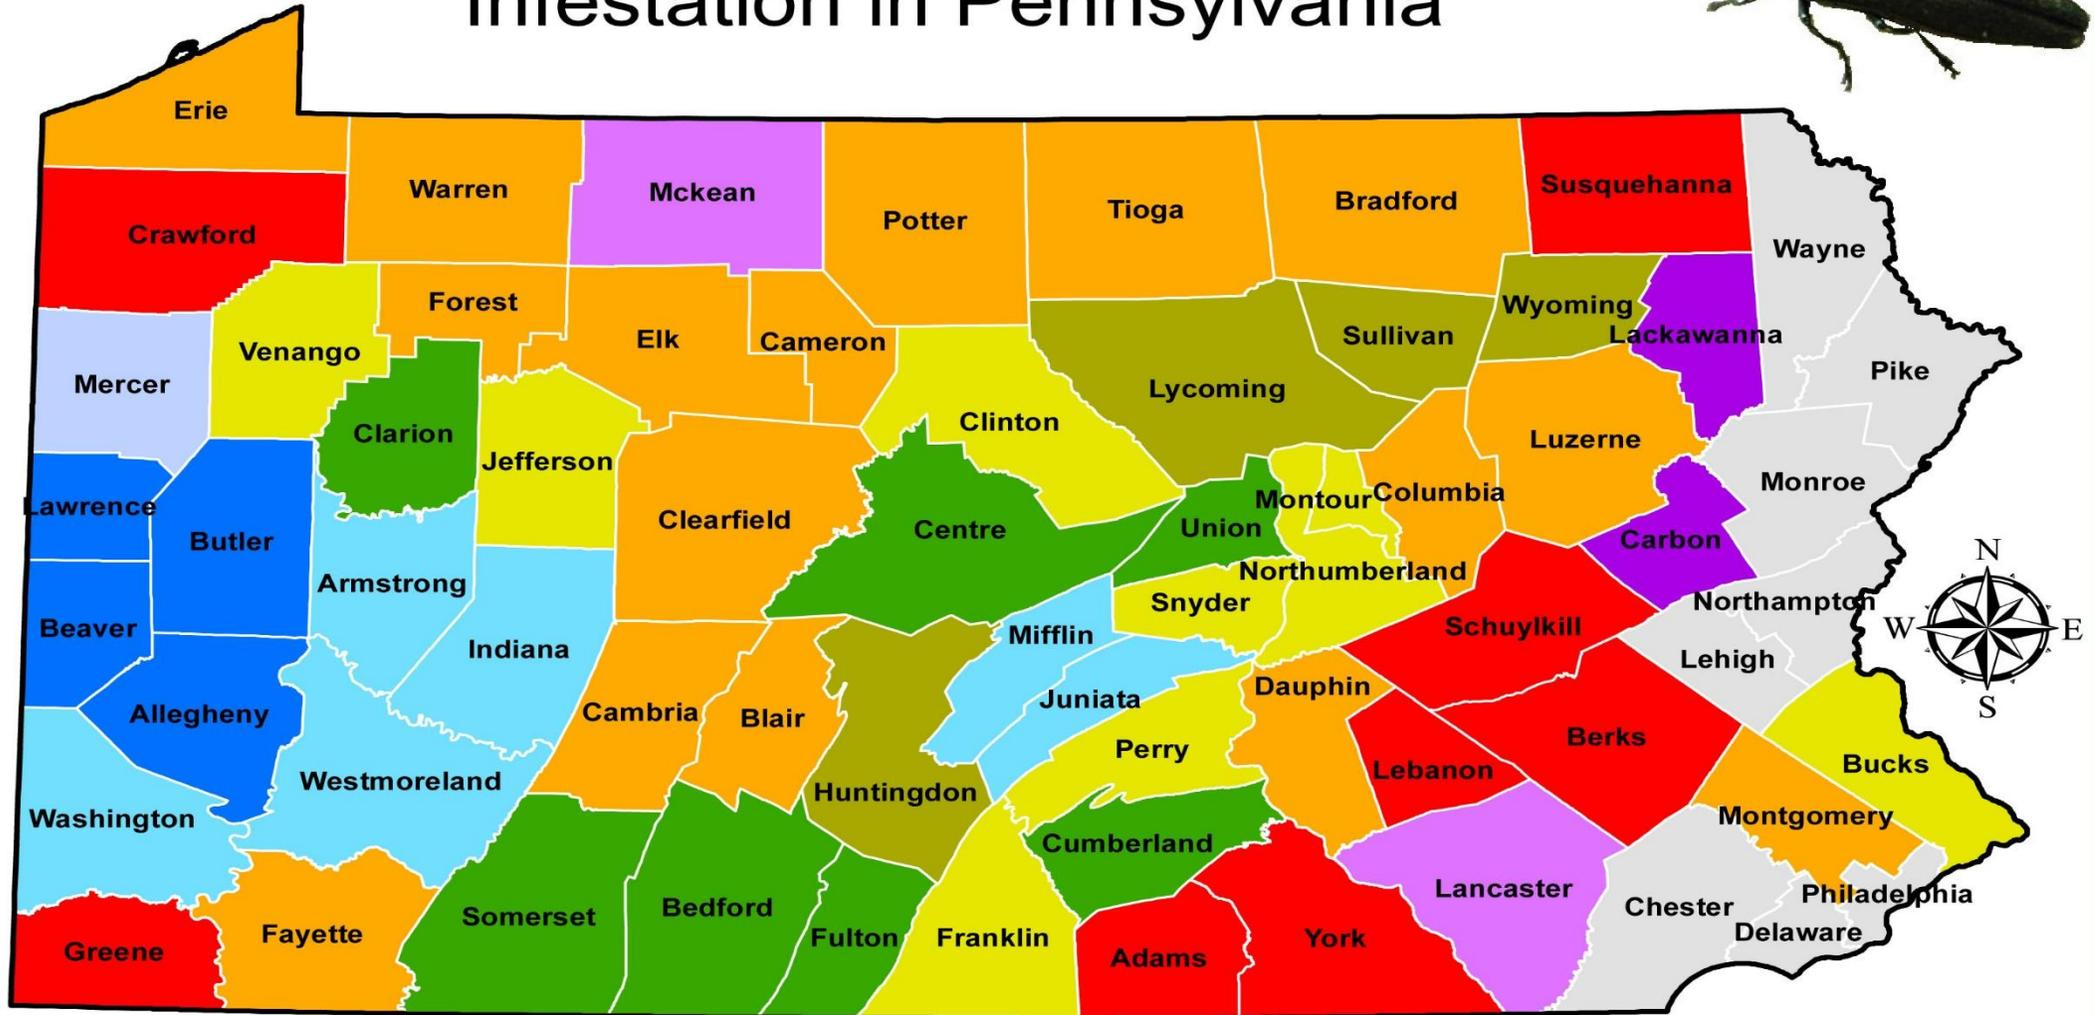 Infestation in Pennsylvania
Erie
Warren
Mckean
Potter
Tioga
Bradford
Susquehanna
Wayne
Crawford
Forest
Elk
Cameron
Sullivan
Wyoming
Lackawanna
Pike
Mercer
Venango
Clarion
Jefferson
Clinton
Lycoming
Luzerne
Monroe
Lawrence
Butler
Clearfield
Centre
Union
Montour
Columbia
Carbon
N
Armstrong
Beaver
Indiana
Mifflin
Snyder
Northumberland
Schuylkill
Northampton
W
E
Lehigh
Allegheny
Cambria
Blair
Juniata
Dauphin
S
Perry
Berks
Bucks
Westmoreland
Huntingdon
Lebanon
Washington
Cumberland
Montgomery
Greene
Fayette
Somerset
Bedford
Fulton
Franklin
Adams
York
Lancaster
Chester
Philadelphia
Delaware